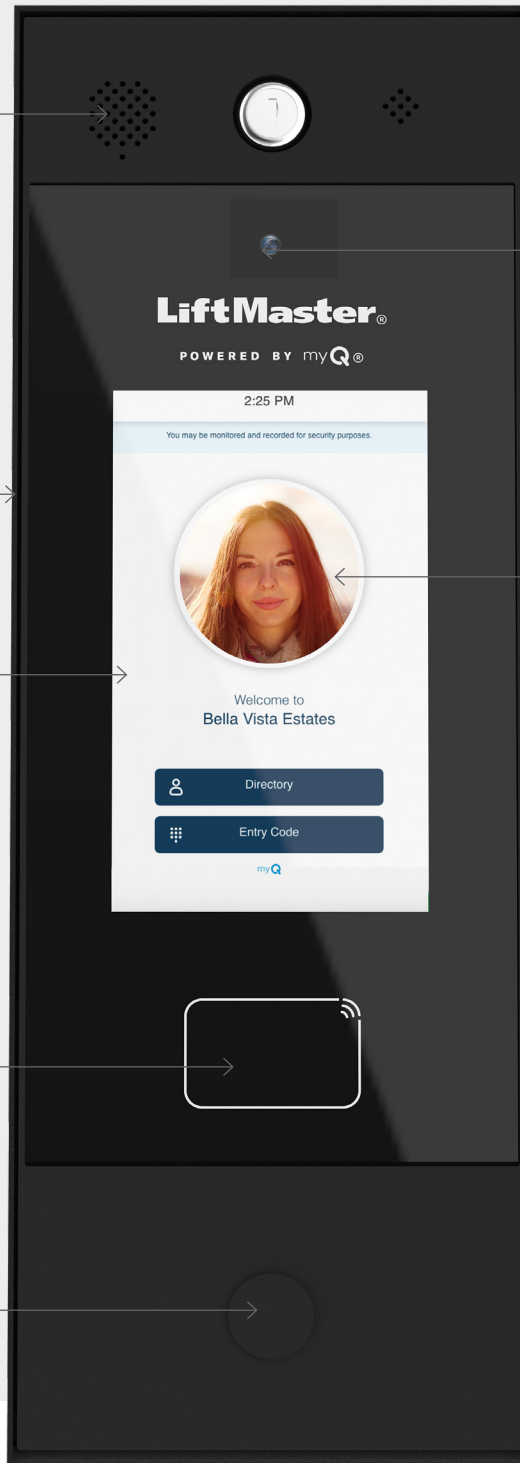 LiftMaster®
POWERED BY myQ®
2:25 PM
You may be monitored and recorded for security purposes.
Welcome to
Bella Vista Estates
Directory
Entry Code
myQ